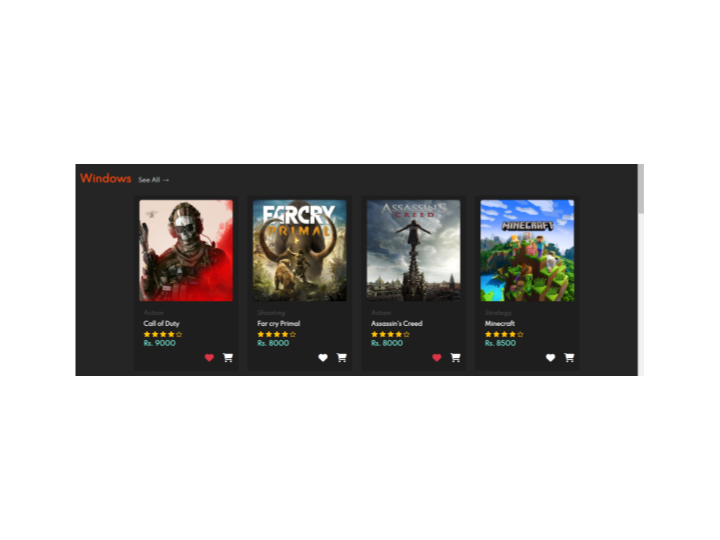 Windows See All →
FARCRY
PRIMAL
ASSASSIN'S
CREED
MINECRAFT
Action
Shooting
Action
Strategy
Call of Duty
Far cry Primal
Assassin's Creed
Minecraft
Rs. 9000
Rs. 8000
Rs. 8000
Rs. 8500